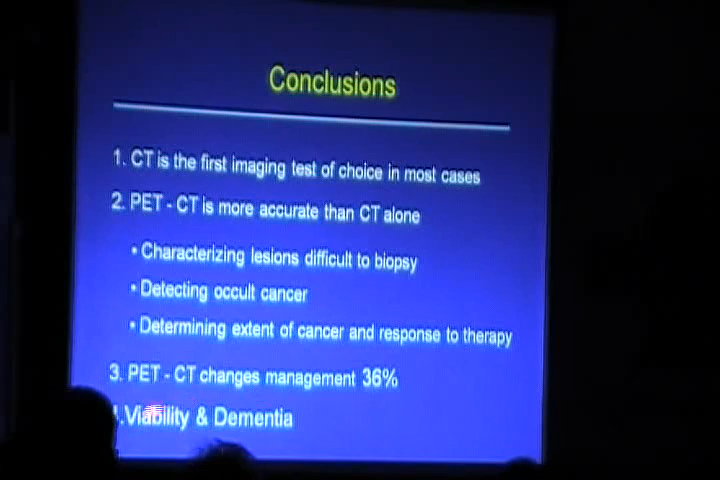 Conclusions
1. CT is the first imaging test of choice in most cases
2. PET - CT is more accurate than CT alone
• Characterizing lesions difficult to biopsy
• Detecting occult cancer
• Determining extent of cancer and response to therapy
3. PET - CT changes management 36%
.Viability & Dementia